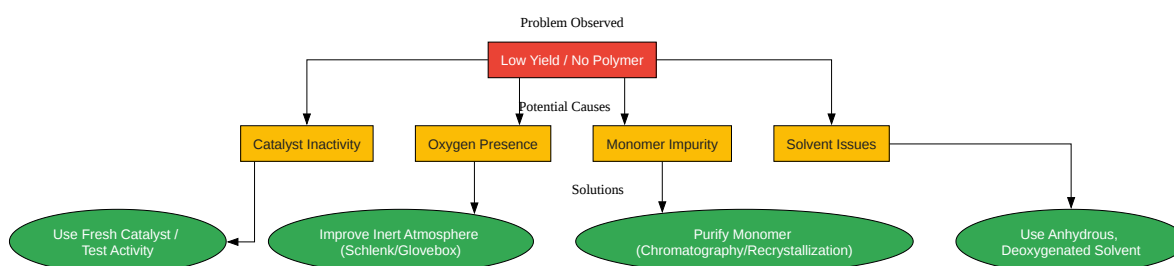 Problem Observed
Low Yield / No Polymer
Potential Causes
Catalyst Inactivity
Oxygen Presence
Monomer Impurity
Solvent Issues
Solutions
Use Fresh Catalyst /
Test Activity
Improve Inert Atmosphere
(Schlenk/Glovebox)
Purify Monomer
(Chromatography/Recrystallization)
Use Anhydrous,
Deoxygenated Solvent